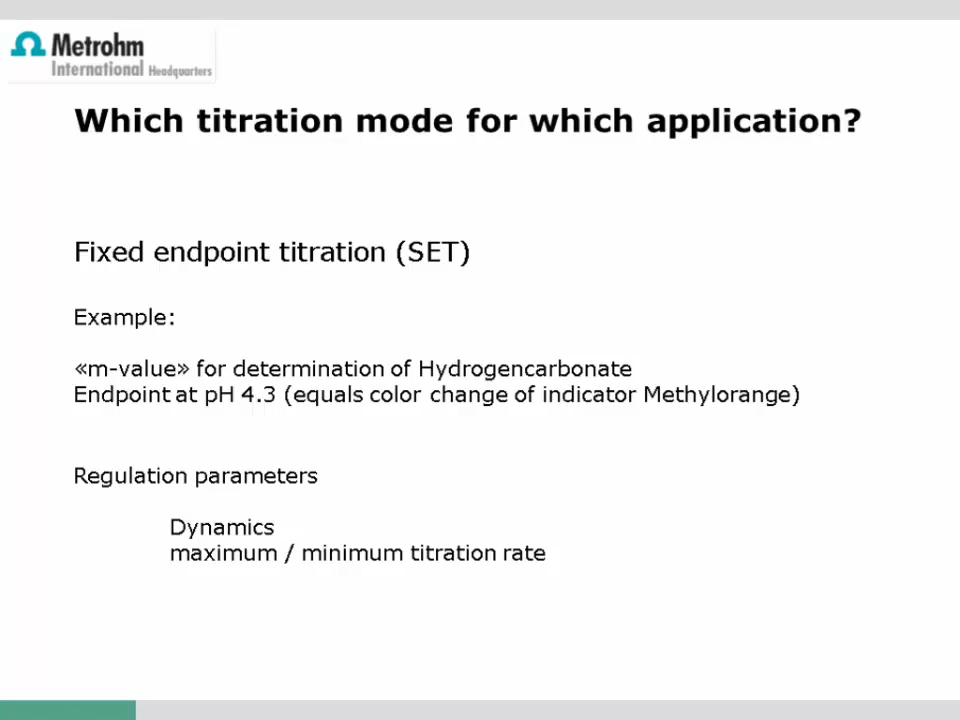 Metrohm
International Headquarters
Which titration mode for which application?
Fixed endpoint titration (SET)
Example:
«m-value» for determination of Hydrogencarbonate
Endpoint at pH 4.3 (equals color change of indicator Methylorange)
Regulation parameters
Dynamics
maximum / minimum titration rate